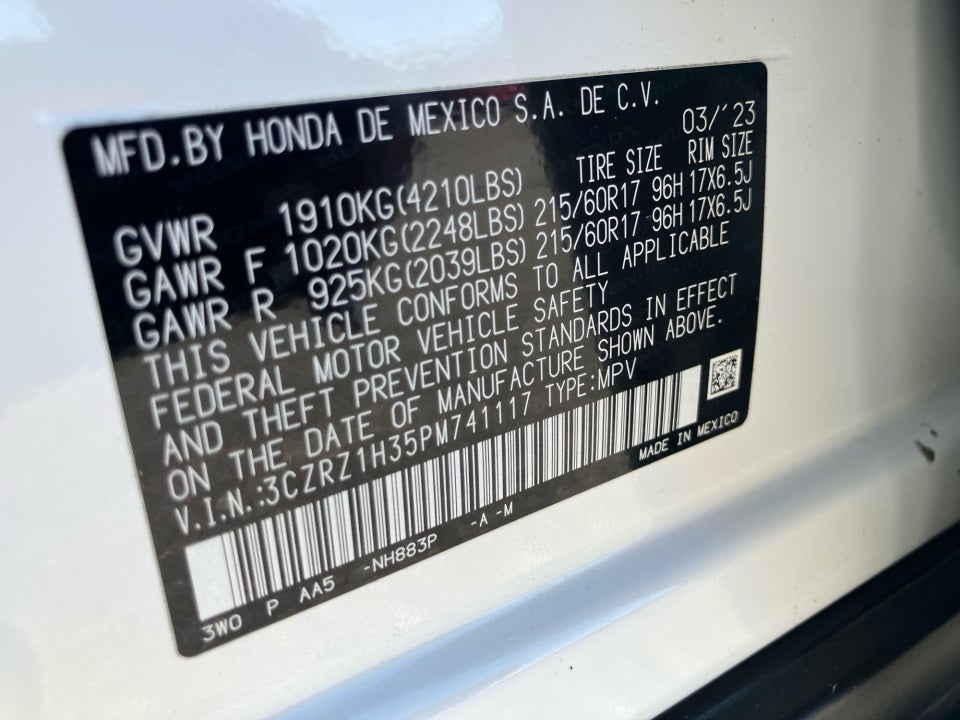 MFD.BY HONDA DE MEXICO S.A. DE C.V.
03/´23
TIRE SIZE RIM SIZE
GVWR 1910KG(4210LBS)
GAWR F 1020KG(2248LBS) 215/60R17 96H 17X6.5J
GAWR R 925KG(2039LBS) 215/60R17 96H 17X6.5J
THIS VEHICLE CONFORMS TO ALL APPLICABLE
FEDERAL MOTOR VEHICLE SAFETY
AND THEFT PREVENTION STANDARDS IN EFFECT
ON THE DATE OF MANUFACTURE SHOWN ABOVE.
V.I.N.:3CZRZ1H35PM741117 TYPE:MPV
MADE IN MEXICO
3W0 P AA5 -NH883P -A -M